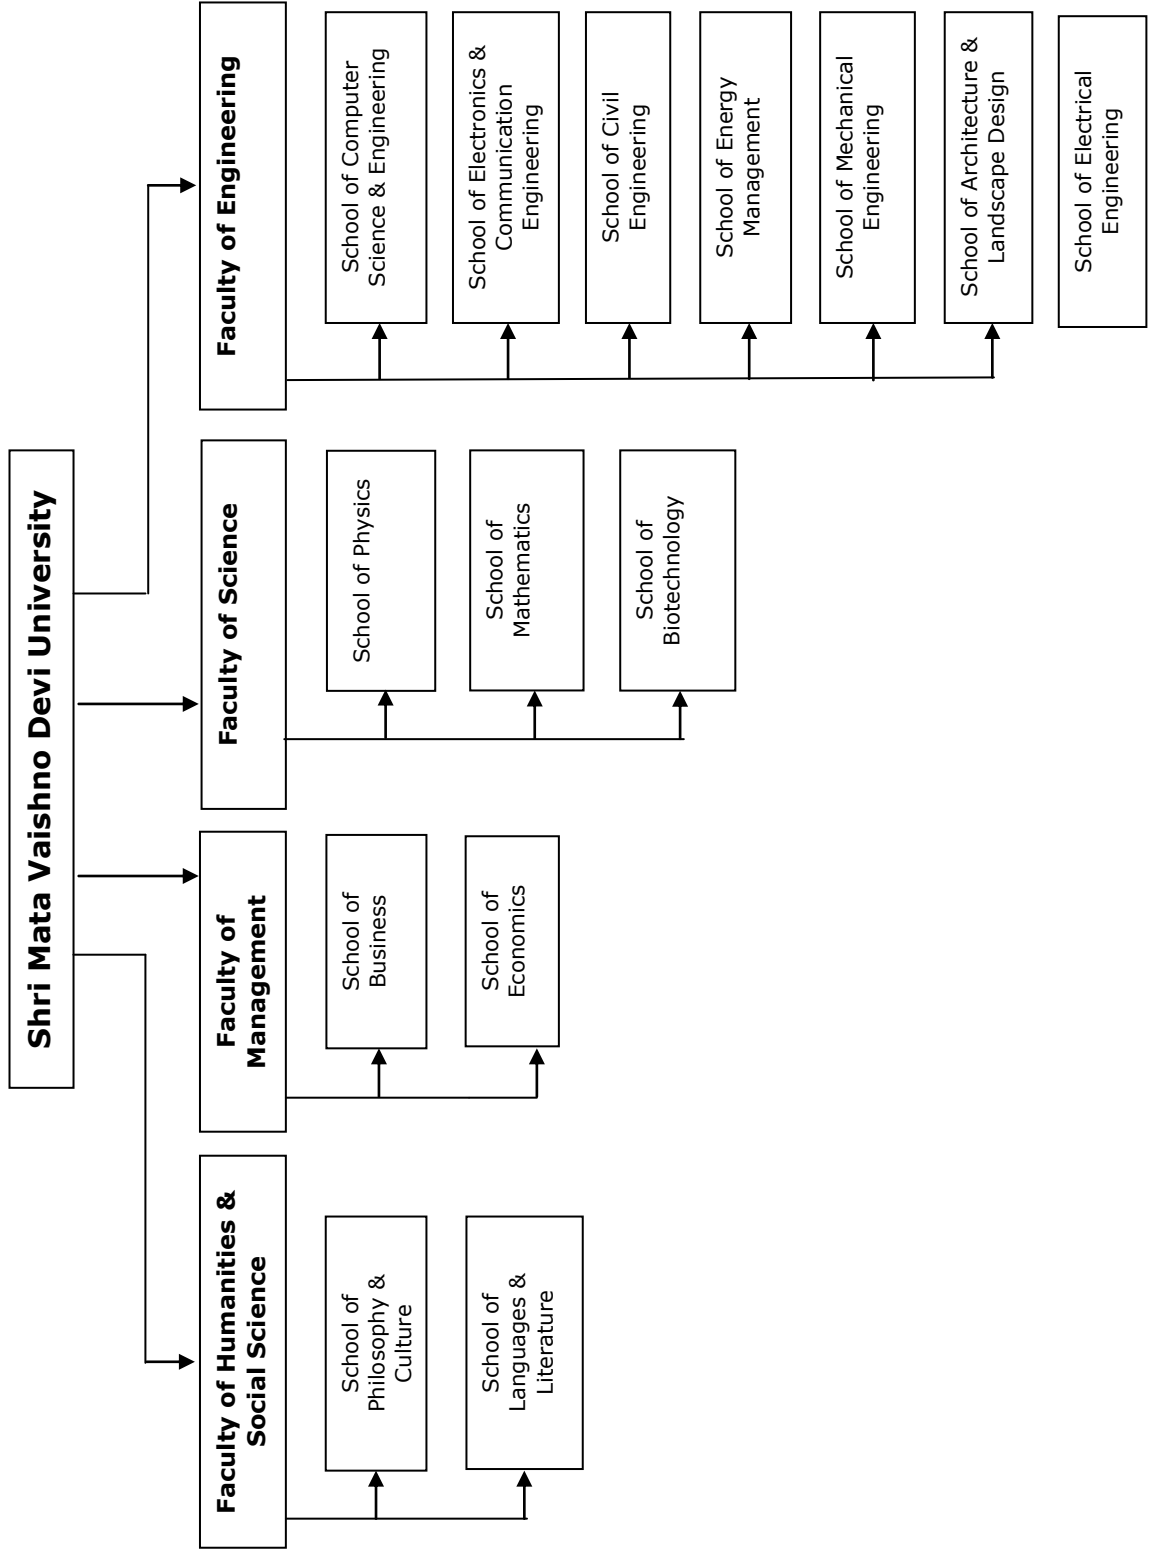 Shri Mata Vaishno Devi University
Faculty of Humanities &
Social Science
School of
Philosophy &
Culture
School of
Languages &
Literature
Faculty of
Management
School of
Business
School of
Economics
Faculty of Science
School of Physics
School of
Mathematics
School of
Biotechnology
Faculty of Engineering
School of Computer
Science & Engineering
School of Electronics &
Communication
Engineering
School of Civil
Engineering
School of Energy
Management
School of Mechanical
Engineering
School of Architecture &
Landscape Design
School of Electrical
Engineering